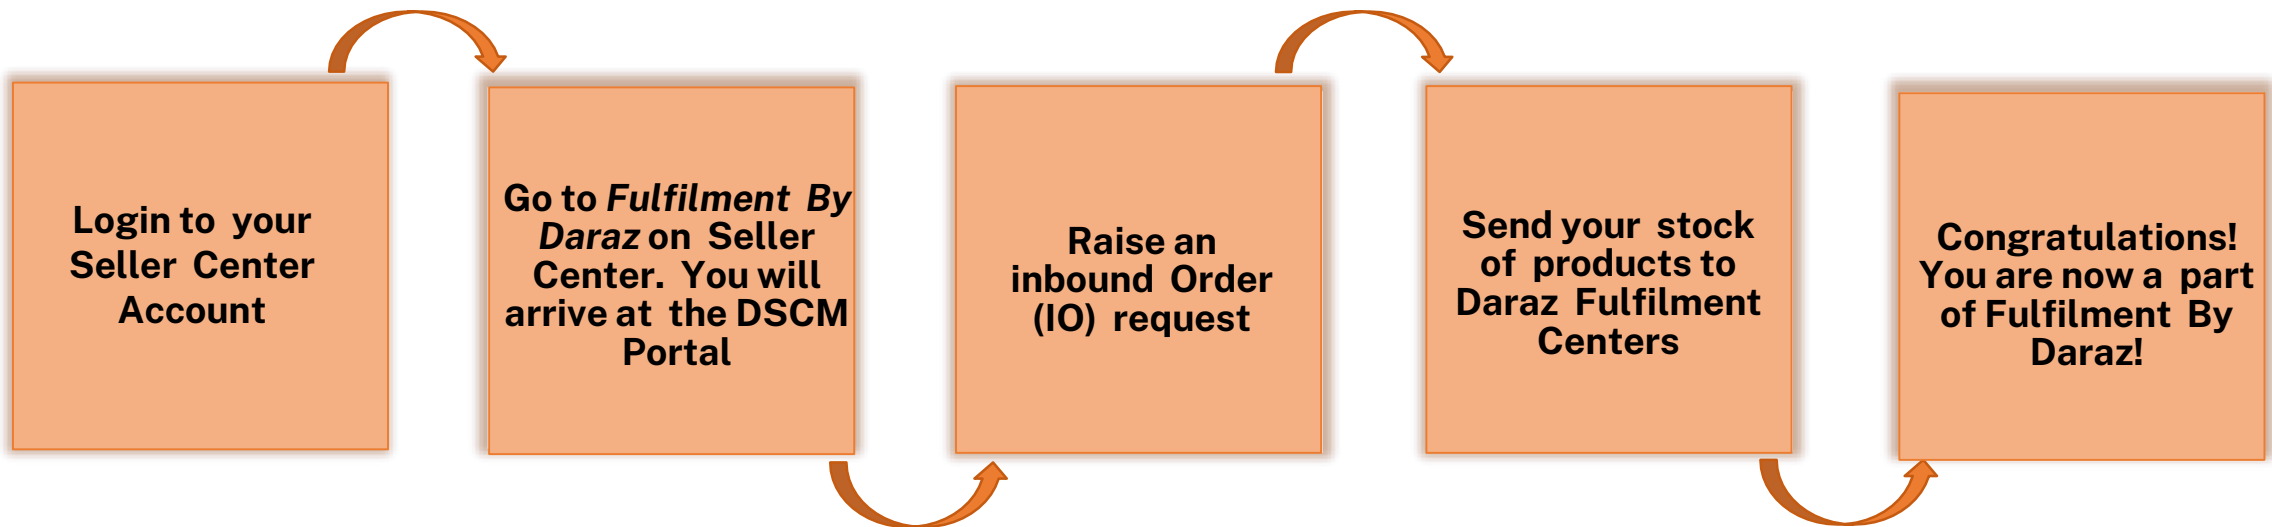 Login to your
Seller Center
Account
Go to Fulfilment By
Daraz on Seller
Center. You will
arrive at the DSCM
Portal
Raise an
inbound Order
(IO) request
Send your stock
of products to
Daraz Fulfilment
Centers
Congratulations!
You are now a part
of Fulfilment By
Daraz!